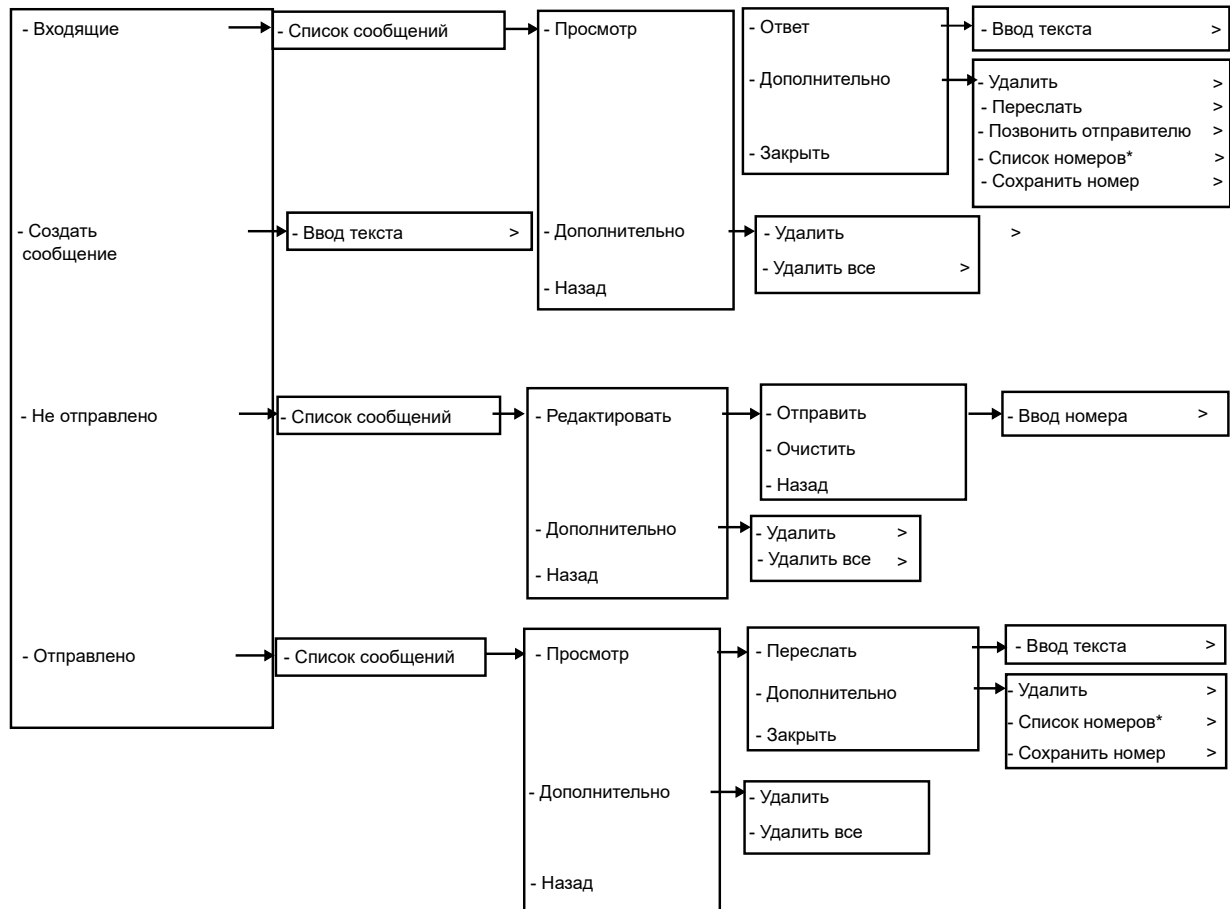 - Входящие
- Список сообщений
- Просмотр
- Ответ
- Ввод текста >
- Дополнительно
- Удалить >
- Переслать >
- Позвонить отправителю >
- Список номеров* >
- Сохранить номер >
- Закрыть
- Создать
сообщение
- Ввод текста >
- Дополнительно
- Удалить >
- Удалить все >
- Назад
- Не отправлено
- Список сообщений
- Редактировать
- Отправить
- Ввод номера >
- Очистить
- Назад
- Дополнительно
- Удалить >
- Удалить все >
- Назад
- Отправлено
- Список сообщений
- Просмотр
- Переслать
- Ввод текста >
- Дополнительно
- Удалить >
- Список номеров* >
- Сохранить номер >
- Закрыть
- Дополнительно
- Удалить
- Удалить все
- Назад